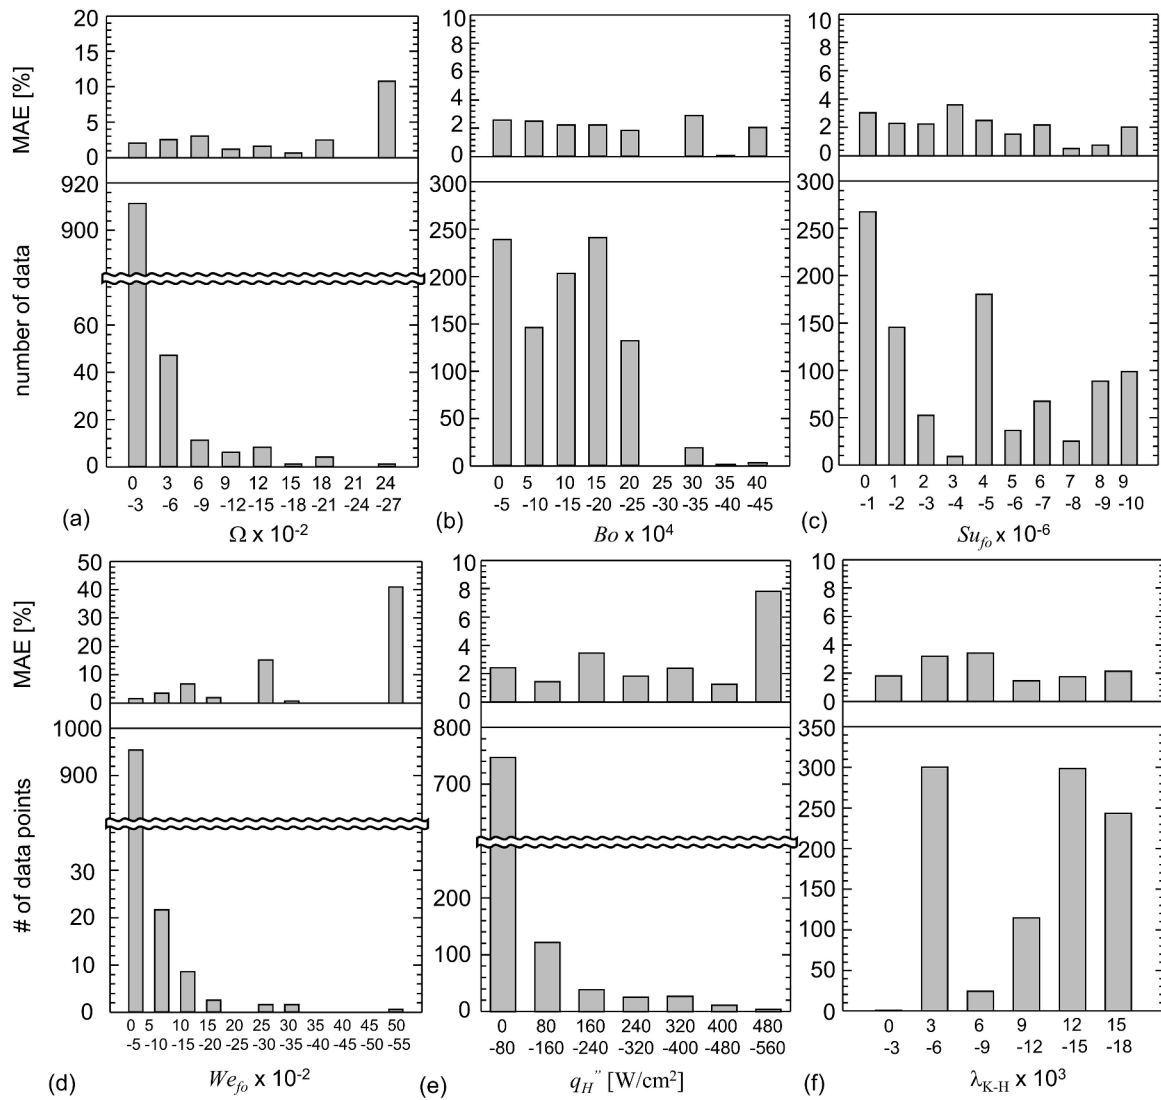 20
15
10
5
0
MAE [%]
920
900
60
40
20
0
number of data
0 3 6 9 12 15 18 21 24
-3 -6 -9 -12 -15 -18 -21 -24 -27
(a)
Ω x 10-2
10
8
6
4
2
0
300
250
200
150
100
50
0
0 5 10 15 20 25 30 35 40
-5 -10 -15 -20 -25 -30 -35 -40 -45
(b)
Bo x 10^4
10
8
6
4
2
0
300
250
200
150
100
50
0
0 1 2 3 4 5 6 7 8 9
-1 -2 -3 -4 -5 -6 -7 -8 -9 -10
(c)
Su_fo x 10^-6
50
40
30
20
10
0
MAE [%]
1000
900
30
20
10
0
# of data points
0 5 10 15 20 25 30 35 40 45 50
-5 -10 -15 -20 -25 -30 -35 -40 -45 -50 -55
(d)
We_fo x 10^-2
10
8
6
4
2
0
800
700
200
100
0
0 80 160 240 320 400 480
-80 -160 -240 -320 -400 -480 -560
(e)
q_H'' [W/cm²]
10
8
6
4
2
0
350
300
250
200
150
100
50
0
0 3 6 9 12 15
-3 -6 -9 -12 -15 -18
(f)
λ_K-H x 10³